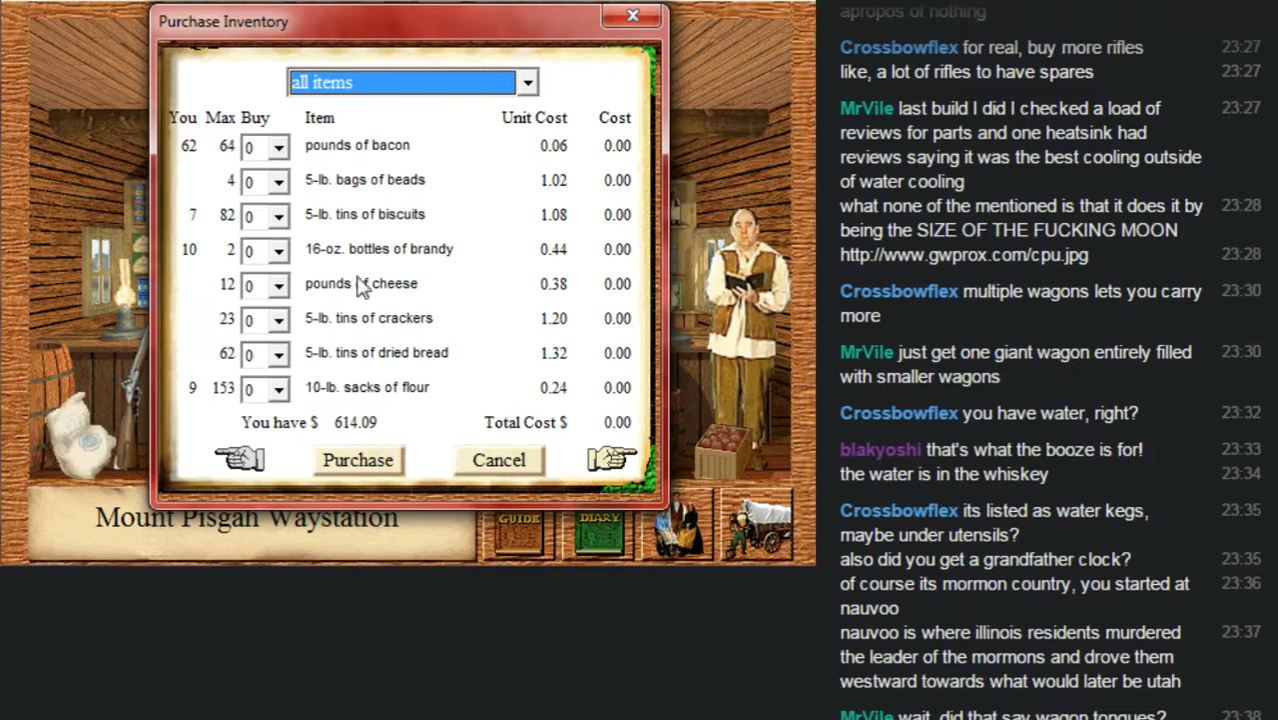 Purchase Inventory
all items
You Max Buy Item Unit Cost Cost
62 64 0 pounds of bacon 0.06 0.00
4 0 5-lb. bags of beads 1.02 0.00
7 82 0 5-lb. tins of biscuits 1.08 0.00
10 2 0 16-oz. bottles of brandy 0.44 0.00
12 0 pounds of cheese 0.38 0.00
23 0 5-lb. tins of crackers 1.20 0.00
62 0 5-lb. tins of dried bread 1.32 0.00
9 153 0 10-lb. sacks of flour 0.24 0.00
You have $ 614.09 Total Cost $ 0.00
Purchase Cancel
Mount Pisgah Waystation
GUIDE DIARY
apropos of nothing
Crossbowflex for real, buy more rifles 23:27
like, a lot of rifles to have spares 23:27
MrVile last build I did I checked a load of 23:27
reviews for parts and one heatsink had
reviews saying it was the best cooling outside
of water cooling
what none of the mentioned is that it does it by 23:28
being the SIZE OF THE FUCKING MOON
http://www.gwprox.com/cpu.jpg 23:28
Crossbowflex multiple wagons lets you carry 23:30
more
MrVile just get one giant wagon entirely filled 23:30
with smaller wagons
Crossbowflex you have water, right? 23:32
blakyoshi that's what the booze is for! 23:33
the water is in the whiskey 23:34
Crossbowflex its listed as water kegs, 23:35
maybe under utensils?
also did you get a grandfather clock? 23:35
of course its mormon country, you started at 23:36
nauvoo
nauvoo is where illinois residents murdered 23:37
the leader of the mormons and drove them
westward towards what would later be utah
MrVile wait, did that say wagon tongues? 23:38